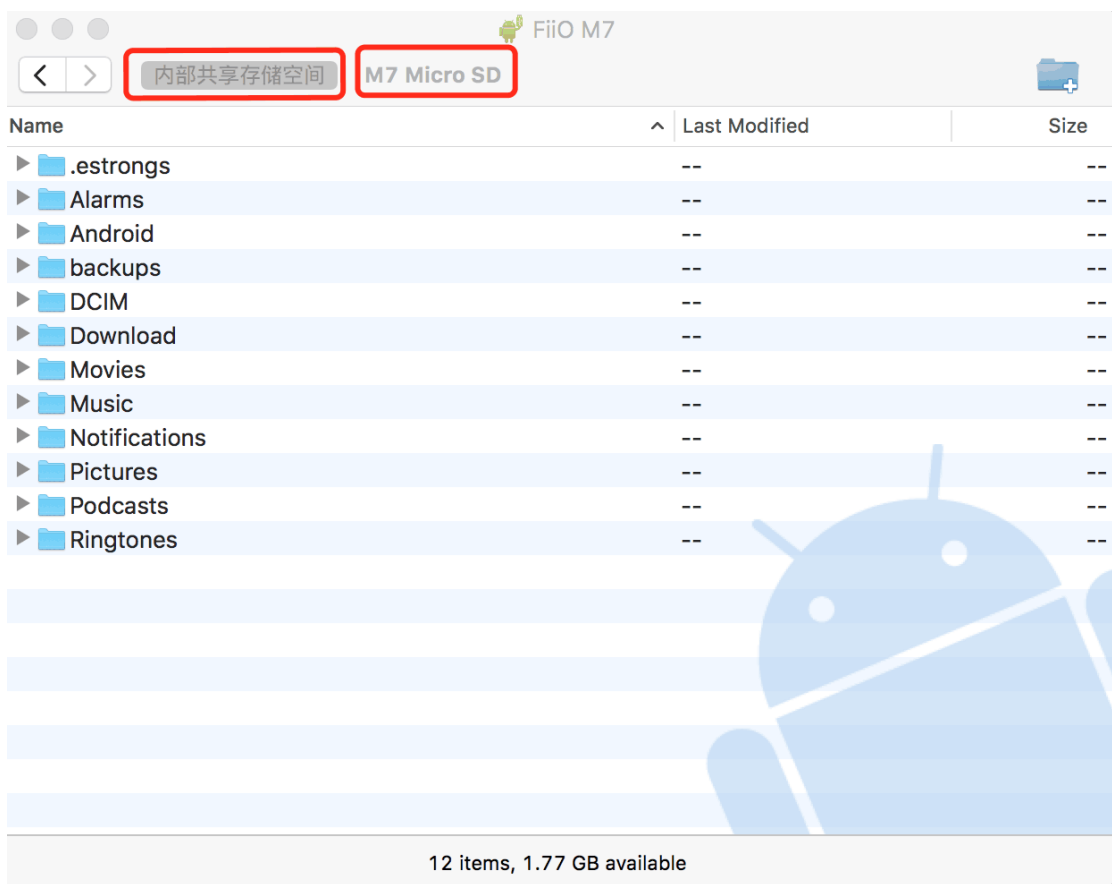 FiiO M7
内部共享存储空间 M7 Micro SD
Name Last Modified Size
.estrongs -- --
Alarms -- --
Android -- --
backups -- --
DCIM -- --
Download -- --
Movies -- --
Music -- --
Notifications -- --
Pictures -- --
Podcasts -- --
Ringtones -- --
12 items, 1.77 GB available